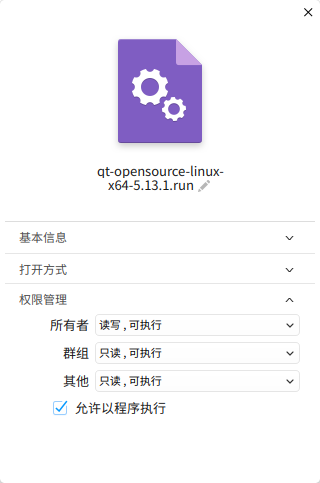 qt-opensource-linux-
x64-5.13.1.run
基本信息
打开方式
权限管理
所有者 读写 , 可执行
群组 只读 , 可执行
其他 只读 , 可执行
允许以程序执行